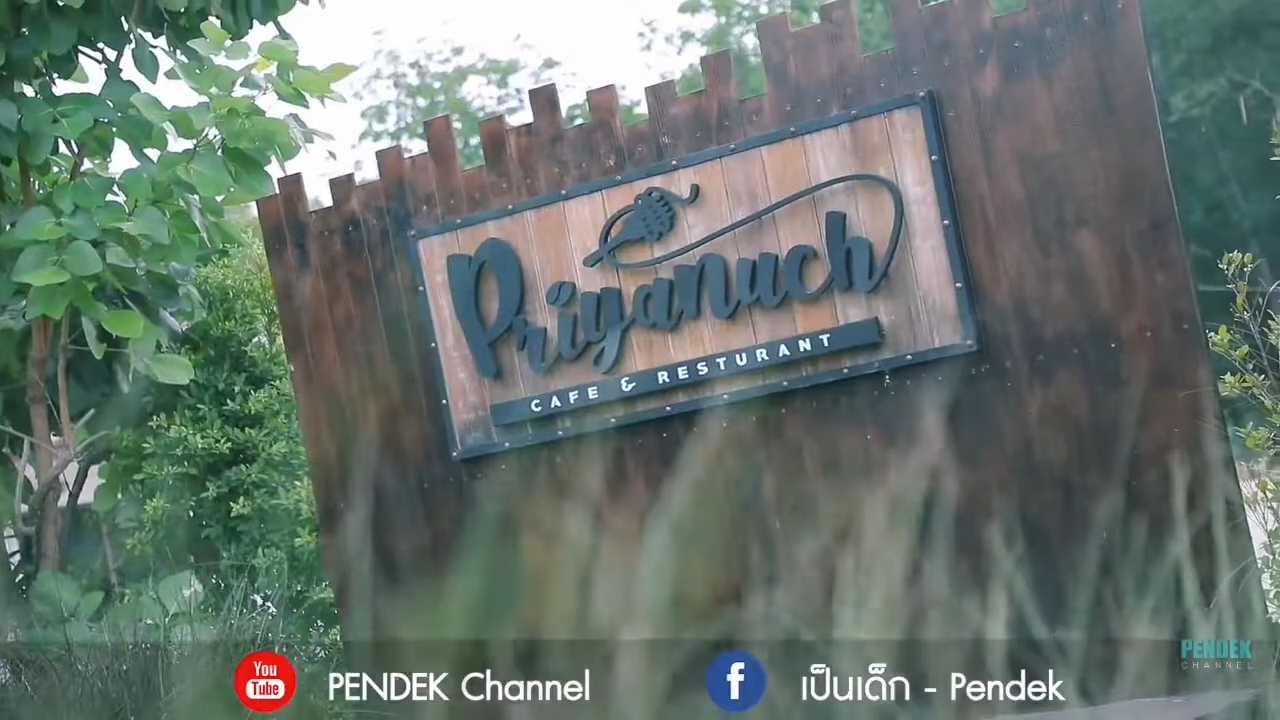 Priyanuch
CAFE & RESTURANT
PENDEK
CHANNEL
You
Tube
PENDEK Channel
f
เป็นเด็ก - Pendek